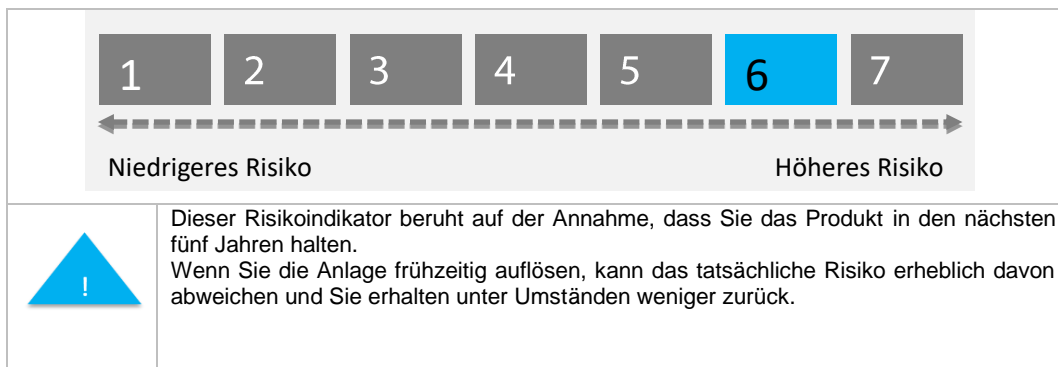 1 2 3 4 5 6 7
Niedrigeres Risiko Höheres Risiko
Dieser Risikoindikator beruht auf der Annahme, dass Sie das Produkt in den nächsten
fünf Jahren halten.
Wenn Sie die Anlage frühzeitig auflösen, kann das tatsächliche Risiko erheblich davon
abweichen und Sie erhalten unter Umständen weniger zurück.
!